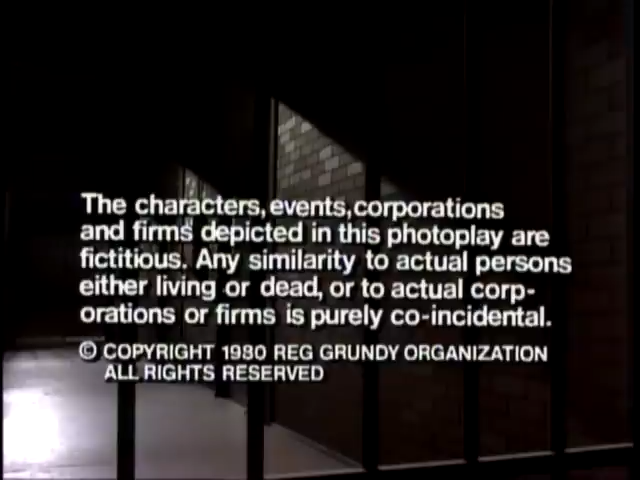 The characters, events, corporations
and firms depicted in this photoplay are
fictitious. Any similarity to actual persons
either living or dead, or to actual corp-
orations or firms is purely co-incidental.
© COPYRIGHT 1980 REG GRUNDY ORGANIZATION
ALL RIGHTS RESERVED